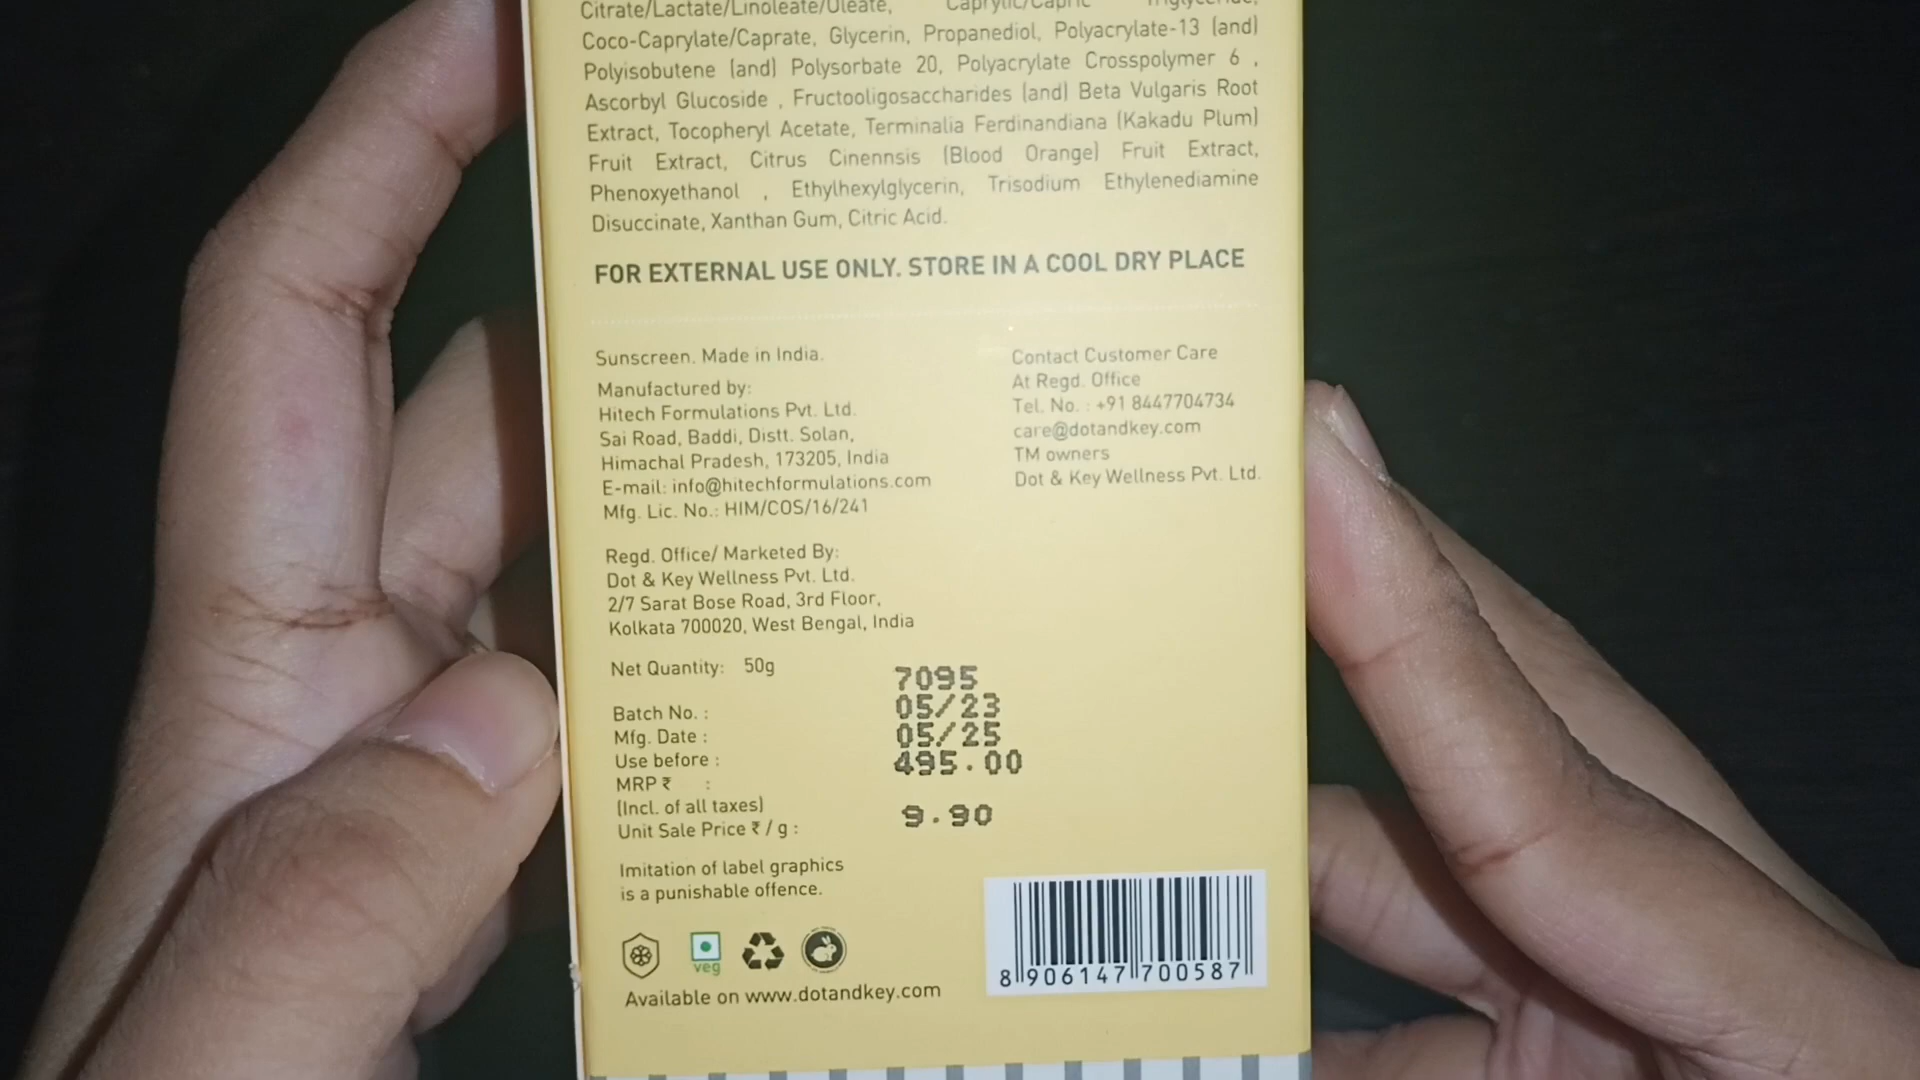 Citrate/Lactate/Linoleate/Oleate, Caprylic/Capric Triglyceride,
Coco-Caprylate/Caprate, Glycerin, Propanediol, Polyacrylate-13 (and)
Polyisobutene (and) Polysorbate 20, Polyacrylate Crosspolymer 6 ,
Ascorbyl Glucoside , Fructooligosaccharides (and) Beta Vulgaris Root
Extract, Tocopheryl Acetate, Terminalia Ferdinandiana (Kakadu Plum)
Fruit Extract, Citrus Cinennsis (Blood Orange) Fruit Extract,
Phenoxyethanol , Ethylhexylglycerin, Trisodium Ethylenediamine
Disuccinate, Xanthan Gum, Citric Acid.
FOR EXTERNAL USE ONLY. STORE IN A COOL DRY PLACE
Sunscreen. Made in India.
Manufactured by:
Hitech Formulations Pvt. Ltd.
Sai Road, Baddi, Distt. Solan,
Himachal Pradesh, 173205, India
E-mail: info@hitechformulations.com
Mfg. Lic. No.: HIM/COS/16/241
Contact Customer Care
At Regd. Office
Tel. No. : +91 8447704734
care@dotandkey.com
TM owners
Dot & Key Wellness Pvt. Ltd.
Regd. Office/ Marketed By:
Dot & Key Wellness Pvt. Ltd.
2/7 Sarat Bose Road, 3rd Floor,
Kolkata 700020, West Bengal, India
Net Quantity: 50g
Batch No. : 7095
Mfg. Date : 05/23
Use before : 05/25
MRP ₹ : 495.00
(Incl. of all taxes)
Unit Sale Price ₹ / g : 9.90
Imitation of label graphics
is a punishable offence.
veg
Available on www.dotandkey.com
8 906147 700587